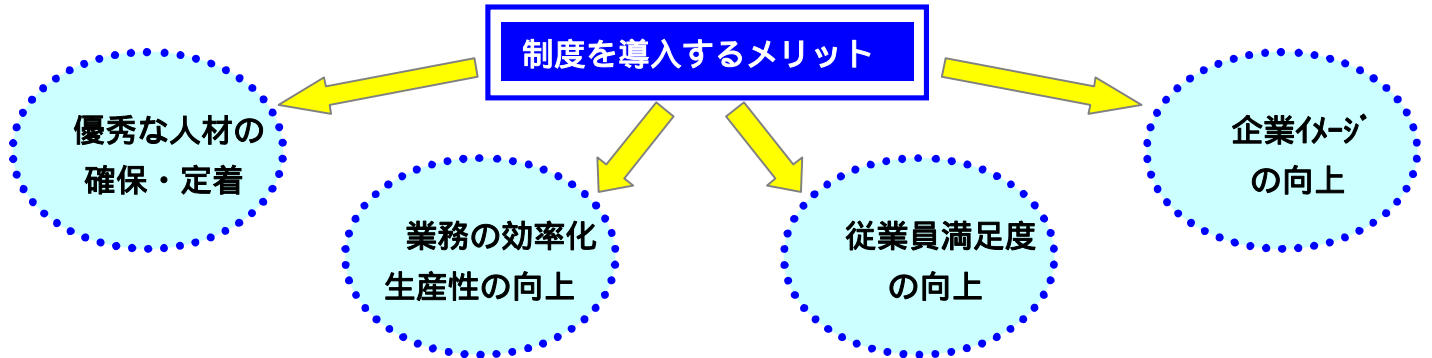 制度を導入するメリット
優秀な人材の
確保・定着
業務の効率化
生産性の向上
従業員満足度
の向上
企業ｲﾒｰｼﾞ
の向上